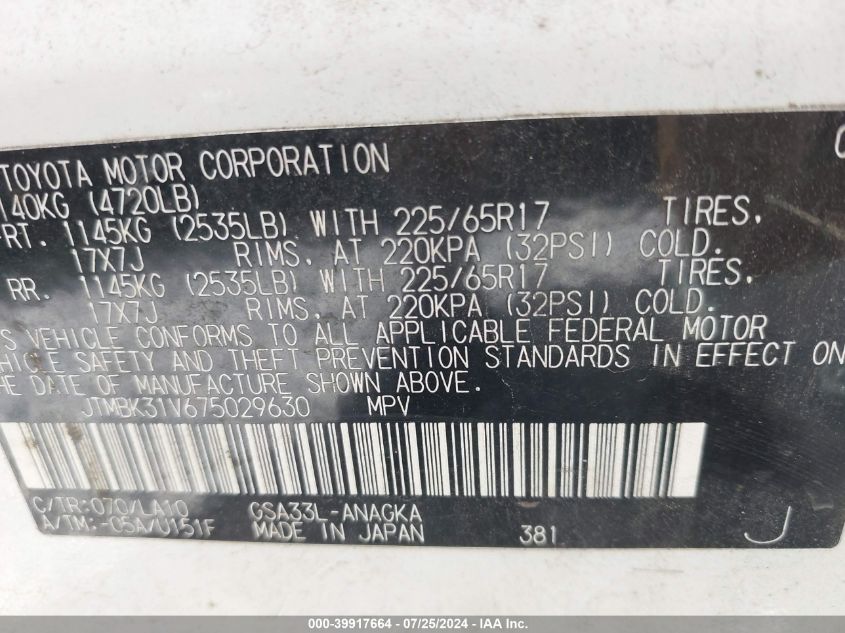 TOYOTA MOTOR CORPORATION
140KG (4720LB)
RT. 1145KG (2535LB) WITH 225/65R17 TIRES.
17X7J RIMS, AT 220KPA (32PSI) COLD.
RR. 1145KG (2535LB) WITH 225/65R17 TIRES.
17X7J RIMS, AT 220KPA (32PSI) COLD.
S VEHICLE CONFORMS TO ALL APPLICABLE FEDERAL MOTOR
EHICLE SAFETY AND THEFT PREVENTION STANDARDS IN EFFECT ON
HE DATE OF MANUFACTURE SHOWN ABOVE.
JTMBK31V675029630 MPV
C/TR:070/LA10 GSA33L-ANAGKA
A/TM:-05A/U151F MADE IN JAPAN 381 J
000-39917664 / 07/25/2024 - IAA Inc.